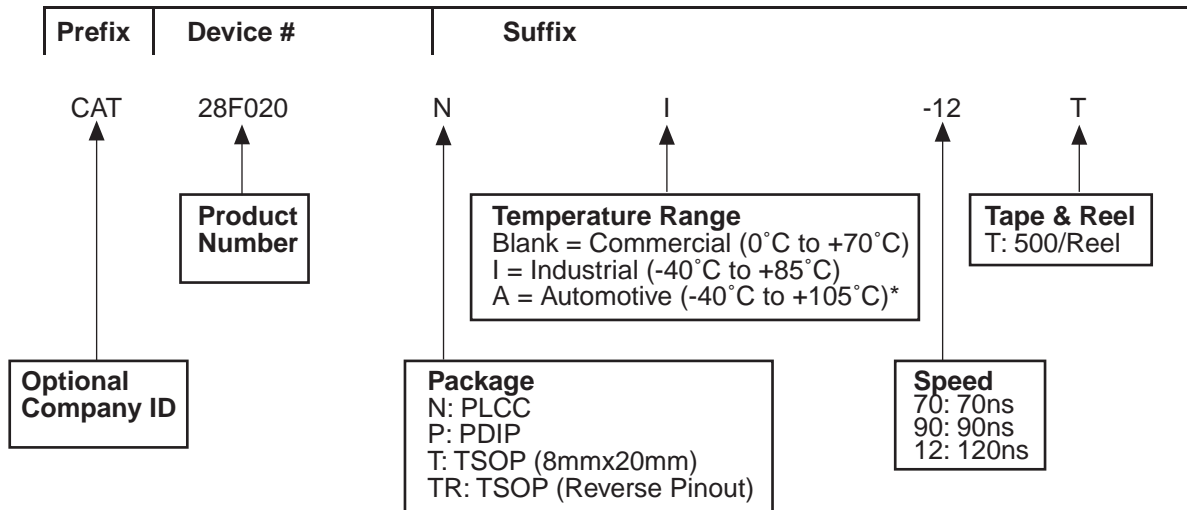 Prefix Device # Suffix
CAT 28F020 N I -12 T
Product
Number
Temperature Range
Blank = Commercial (0˚C to +70˚C)
I = Industrial (-40˚C to +85˚C)
A = Automotive (-40˚C to +105˚C)*
Tape & Reel
T: 500/Reel
Optional
Company ID
Package
N: PLCC
P: PDIP
T: TSOP (8mmx20mm)
TR: TSOP (Reverse Pinout)
Speed
70: 70ns
90: 90ns
12: 120ns